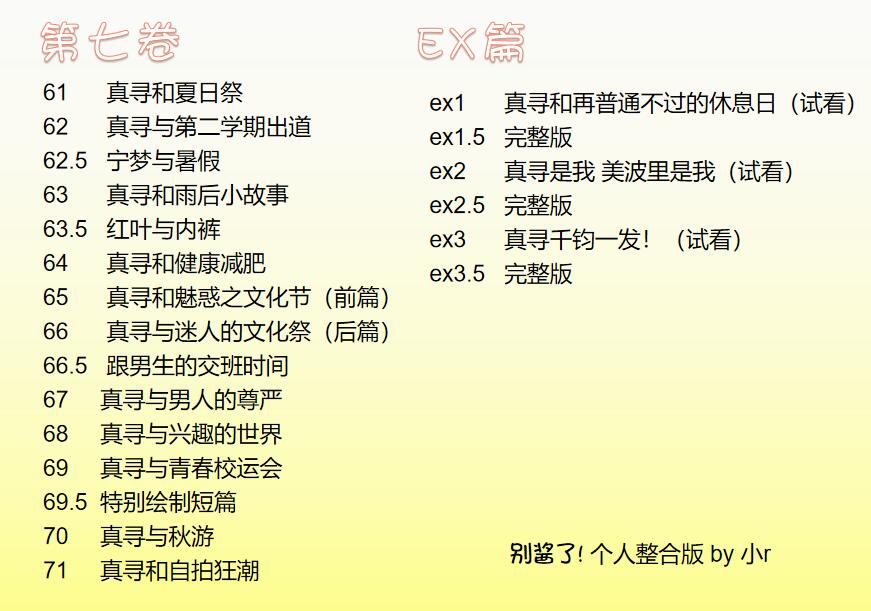 第七卷
61 真寻和夏日祭
62 真寻与第二学期出道
62.5 宁梦与暑假
63 真寻和雨后小故事
63.5 红叶与内裤
64 真寻和健康减肥
65 真寻和魅惑之文化节（前篇）
66 真寻与迷人的文化祭（后篇）
66.5 跟男生的交班时间
67 真寻与男人的尊严
68 真寻与兴趣的世界
69 真寻与青春校运会
69.5 特别绘制短篇
70 真寻与秋游
71 真寻和自拍狂潮
EX篇
ex1 真寻和再普通不过的休息日（试看）
ex1.5 完整版
ex2 真寻是我 美波里是我（试看）
ex2.5 完整版
ex3 真寻千钧一发！（试看）
ex3.5 完整版
别酱了! 个人整合版 by 小r